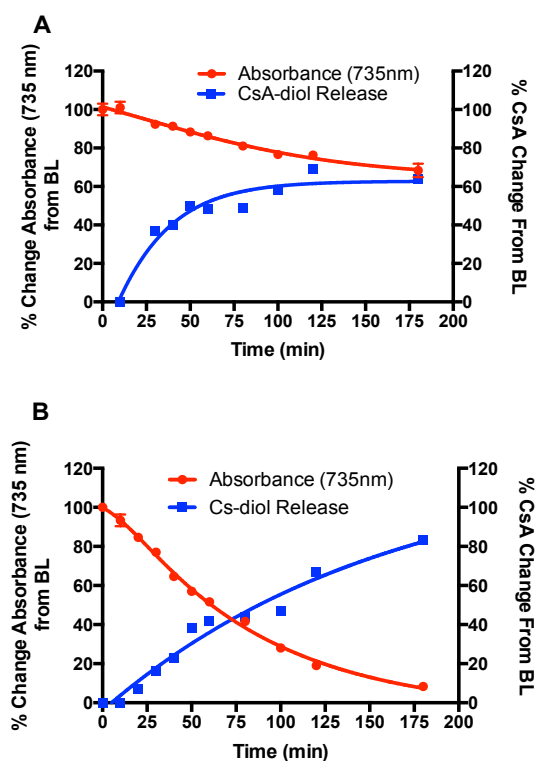 A
Absorbance (735nm)
CsA-diol Release
% Change Absorbance (735 nm)
from BL
120
100
80
60
40
20
0
120
100
80
60
40
20
0
% CsA Change From BL
0 25 50 75 100 125 150 175 200
Time (min)
B
Absorbance (735nm)
Cs-diol Release
% Change Absorbance (735 nm)
from BL
120
100
80
60
40
20
0
120
100
80
60
40
20
0
% CsA Change From BL
0 25 50 75 100 125 150 175 200
Time (min)